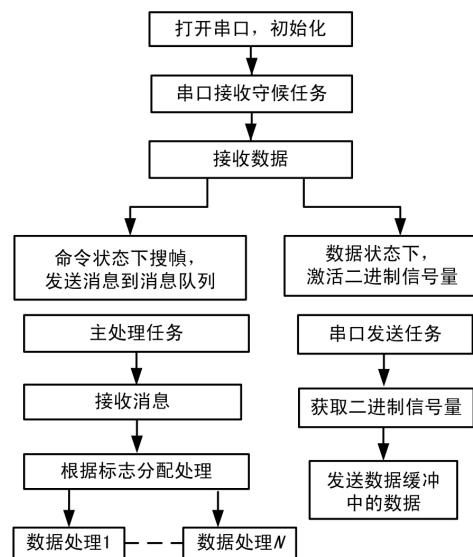 打开串口，初始化
串口接收守候任务
接收数据
命令状态下搜帧，
发送消息到消息队列
数据状态下，
激活二进制信号量
主处理任务
串口发送任务
接收消息
获取二进制信号量
根据标志分配处理
发送数据缓冲
中的数据
数据处理1
数据处理N